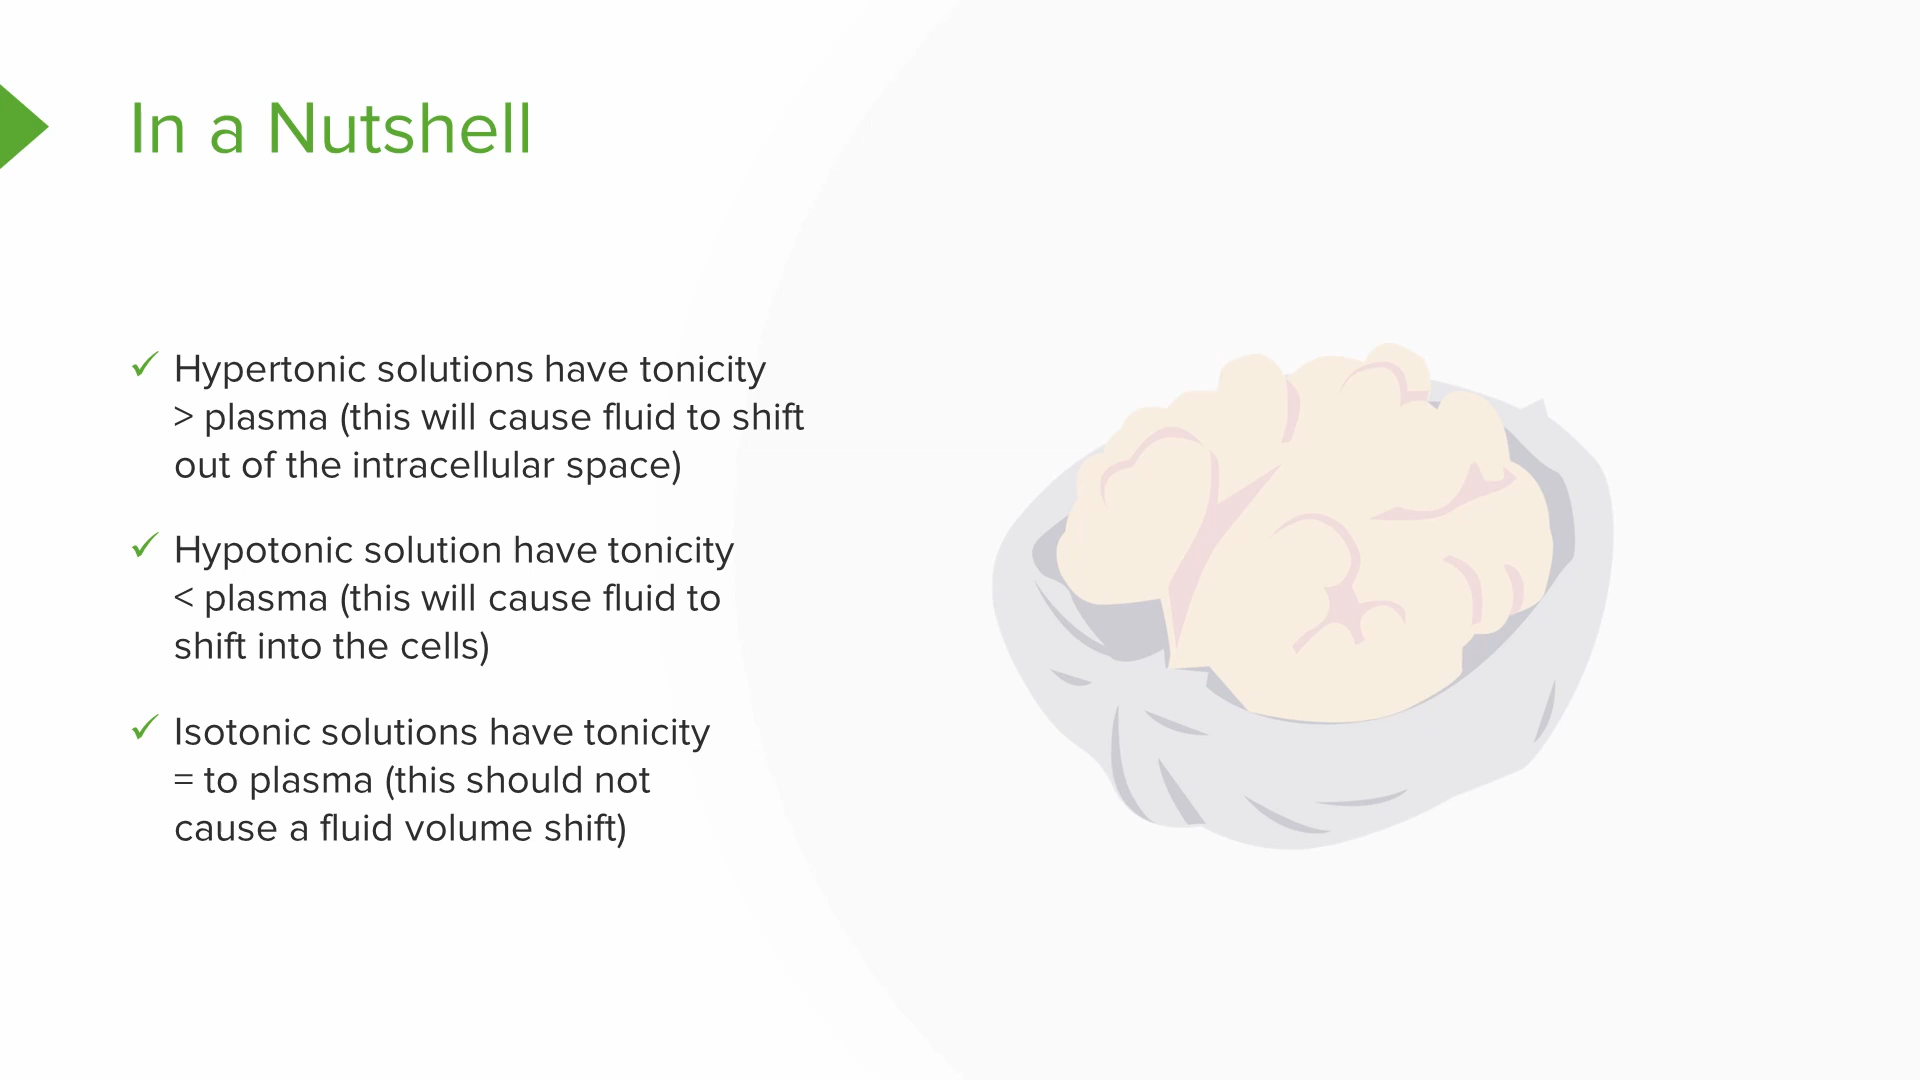 In a Nutshell
✓ Hypertonic solutions have tonicity
> plasma (this will cause fluid to shift
out of the intracellular space)
✓ Hypotonic solution have tonicity
< plasma (this will cause fluid to
shift into the cells)
✓ Isotonic solutions have tonicity
= to plasma (this should not
cause a fluid volume shift)